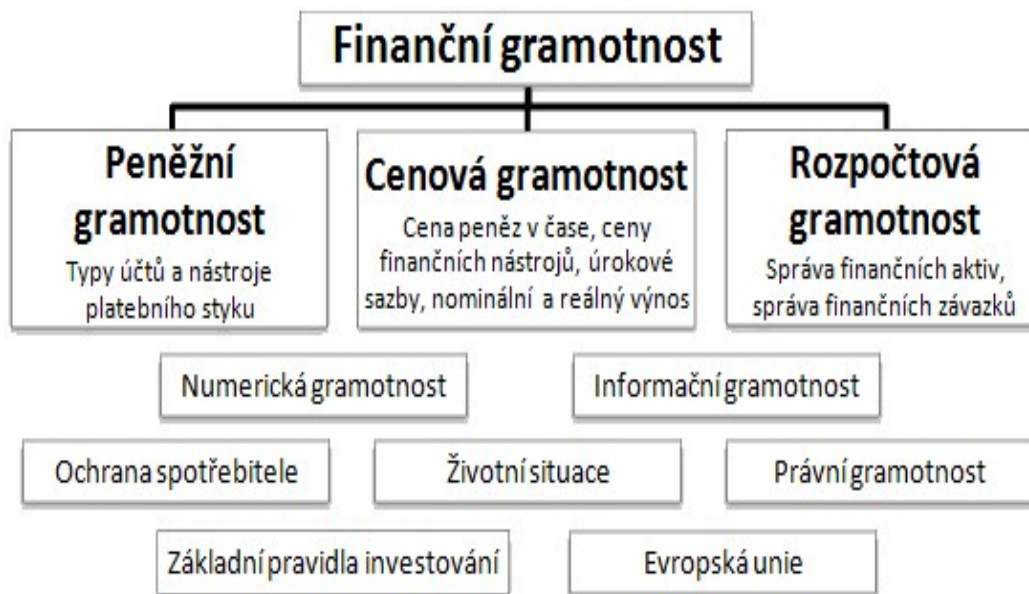 Finanční gramotnost
Peněžní
gramotnost
Typy účtů a nástroje
platebního styku
Cenová gramotnost
Cena peněz v čase, ceny
finančních nástrojů, úrokové
sazby, nominální a reálný výnos
Rozpočtová
gramotnost
Správa finančních aktiv,
správa finančních závazků
Numerická gramotnost
Informační gramotnost
Ochrana spotřebitele
Životní situace
Právní gramotnost
Základní pravidla investování
Evropská unie